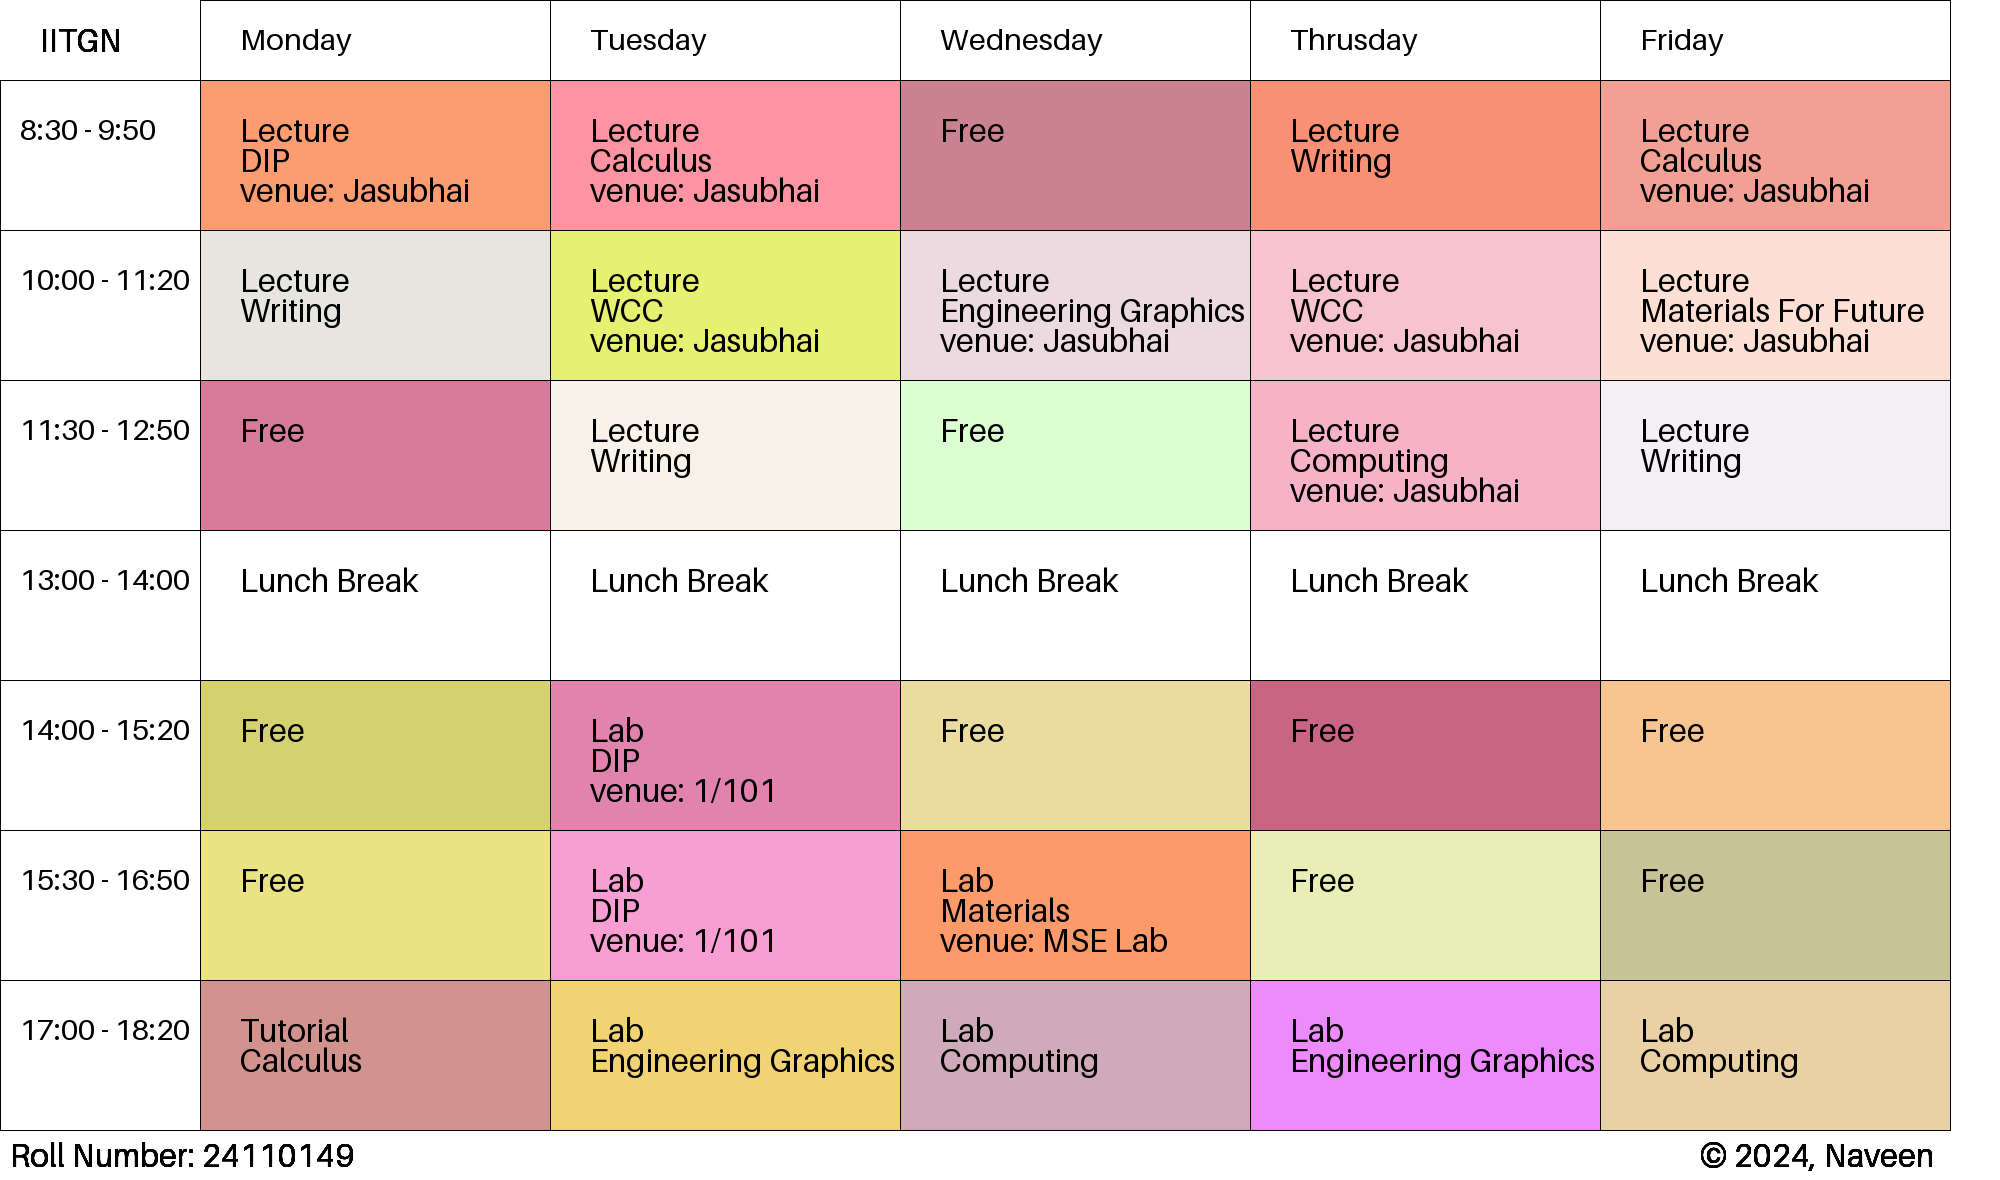 IITGN Monday Tuesday Wednesday Thrusday Friday
8:30 - 9:50
Lecture
DIP
venue: Jasubhai
Lecture
Calculus
venue: Jasubhai
Free
Lecture
Writing
Lecture
Calculus
venue: Jasubhai
10:00 - 11:20
Lecture
Writing
Lecture
WCC
venue: Jasubhai
Lecture
Engineering Graphics
venue: Jasubhai
Lecture
WCC
venue: Jasubhai
Lecture
Materials For Future
venue: Jasubhai
11:30 - 12:50
Free
Lecture
Writing
Free
Lecture
Computing
venue: Jasubhai
Lecture
Writing
13:00 - 14:00
Lunch Break
Lunch Break
Lunch Break
Lunch Break
Lunch Break
14:00 - 15:20
Free
Lab
DIP
venue: 1/101
Free
Free
Free
15:30 - 16:50
Free
Lab
DIP
venue: 1/101
Lab
Materials
venue: MSE Lab
Free
Free
17:00 - 18:20
Tutorial
Calculus
Lab
Engineering Graphics
Lab
Computing
Lab
Engineering Graphics
Lab
Computing
Roll Number: 24110149
© 2024, Naveen